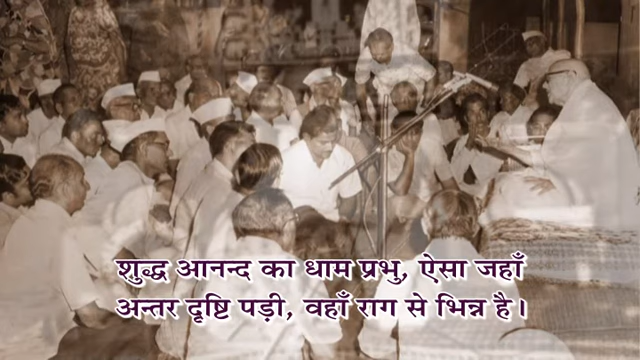 शुद्ध आनन्द का धाम प्रभु, ऐसा जहाँ
अन्तर दृष्टि पड़ी, वहाँ राग से भिन्न है।